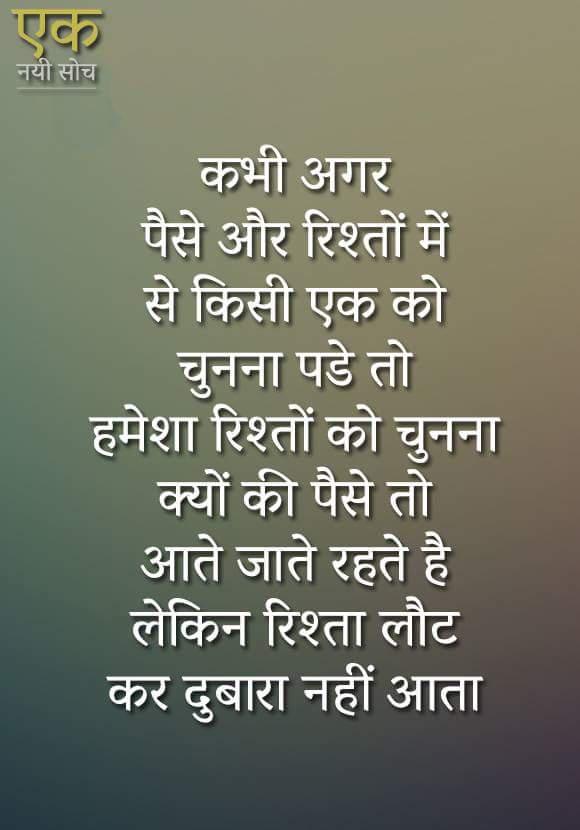 एक
नयी सोच
कभी अगर
पैसे और रिश्तों में
से किसी एक को
चुनना पडे तो
हमेशा रिश्तों को चुनना
क्यों की पैसे तो
आते जाते रहते है
लेकिन रिश्ता लौट
कर दुबारा नहीं आता